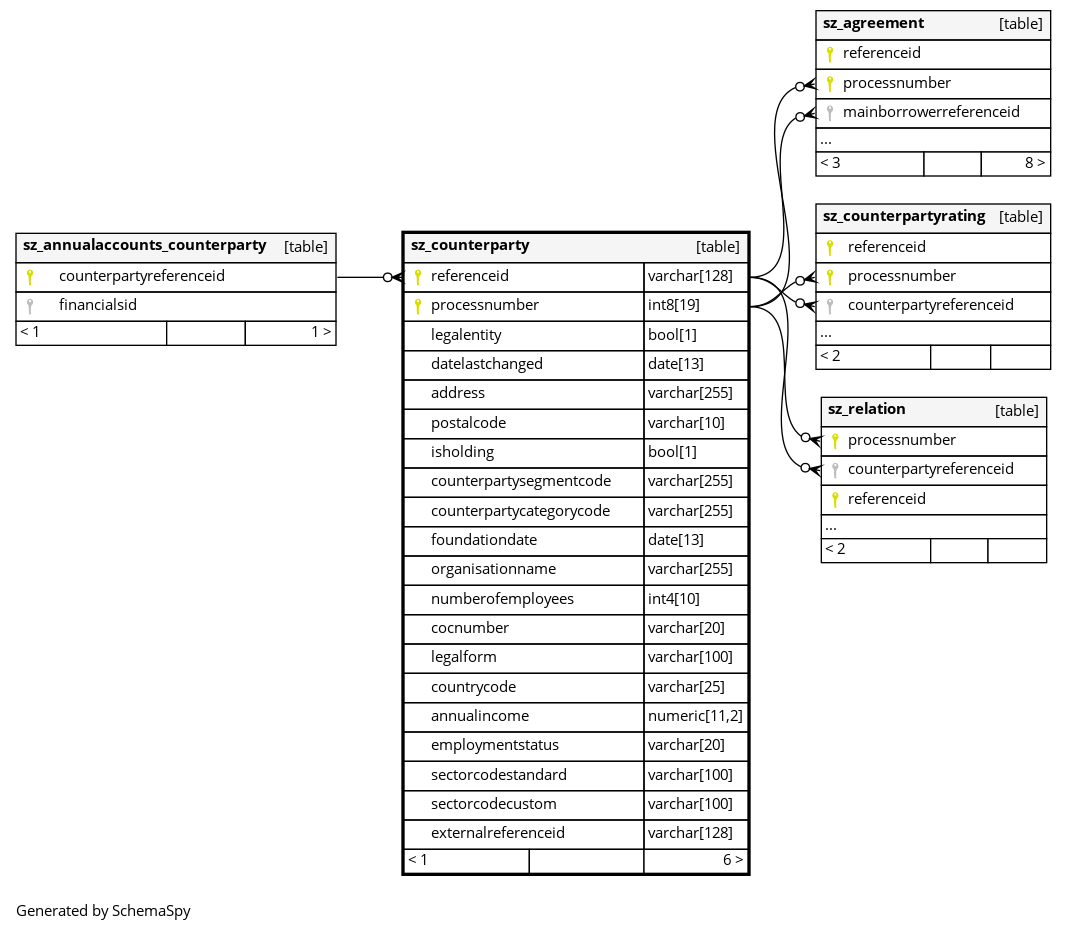 sz_agreement [table]
referenceid
processnumber
mainborrowerreferenceid
...
< 3 8 >
sz_counterpartyrating [table]
referenceid
processnumber
counterpartyreferenceid
...
< 2
sz_annualaccounts_counterparty [table]
counterpartyreferenceid
financialsid
< 1 1 >
sz_counterparty [table]
referenceid varchar[128]
processnumber int8[19]
legalentity bool[1]
datelastchanged date[13]
address varchar[255]
postalcode varchar[10]
isholding bool[1]
counterpartysegmentcode varchar[255]
counterpartycategorycode varchar[255]
foundationdate date[13]
organisationname varchar[255]
numberofemployees int4[10]
cocnumber varchar[20]
legalform varchar[100]
countrycode varchar[25]
annualincome numeric[11,2]
employmentstatus varchar[20]
sectorcodestandard varchar[100]
sectorcodecustom varchar[100]
externalreferenceid varchar[128]
< 1 6 >
sz_relation [table]
processnumber
counterpartyreferenceid
referenceid
...
< 2
Generated by SchemaSpy